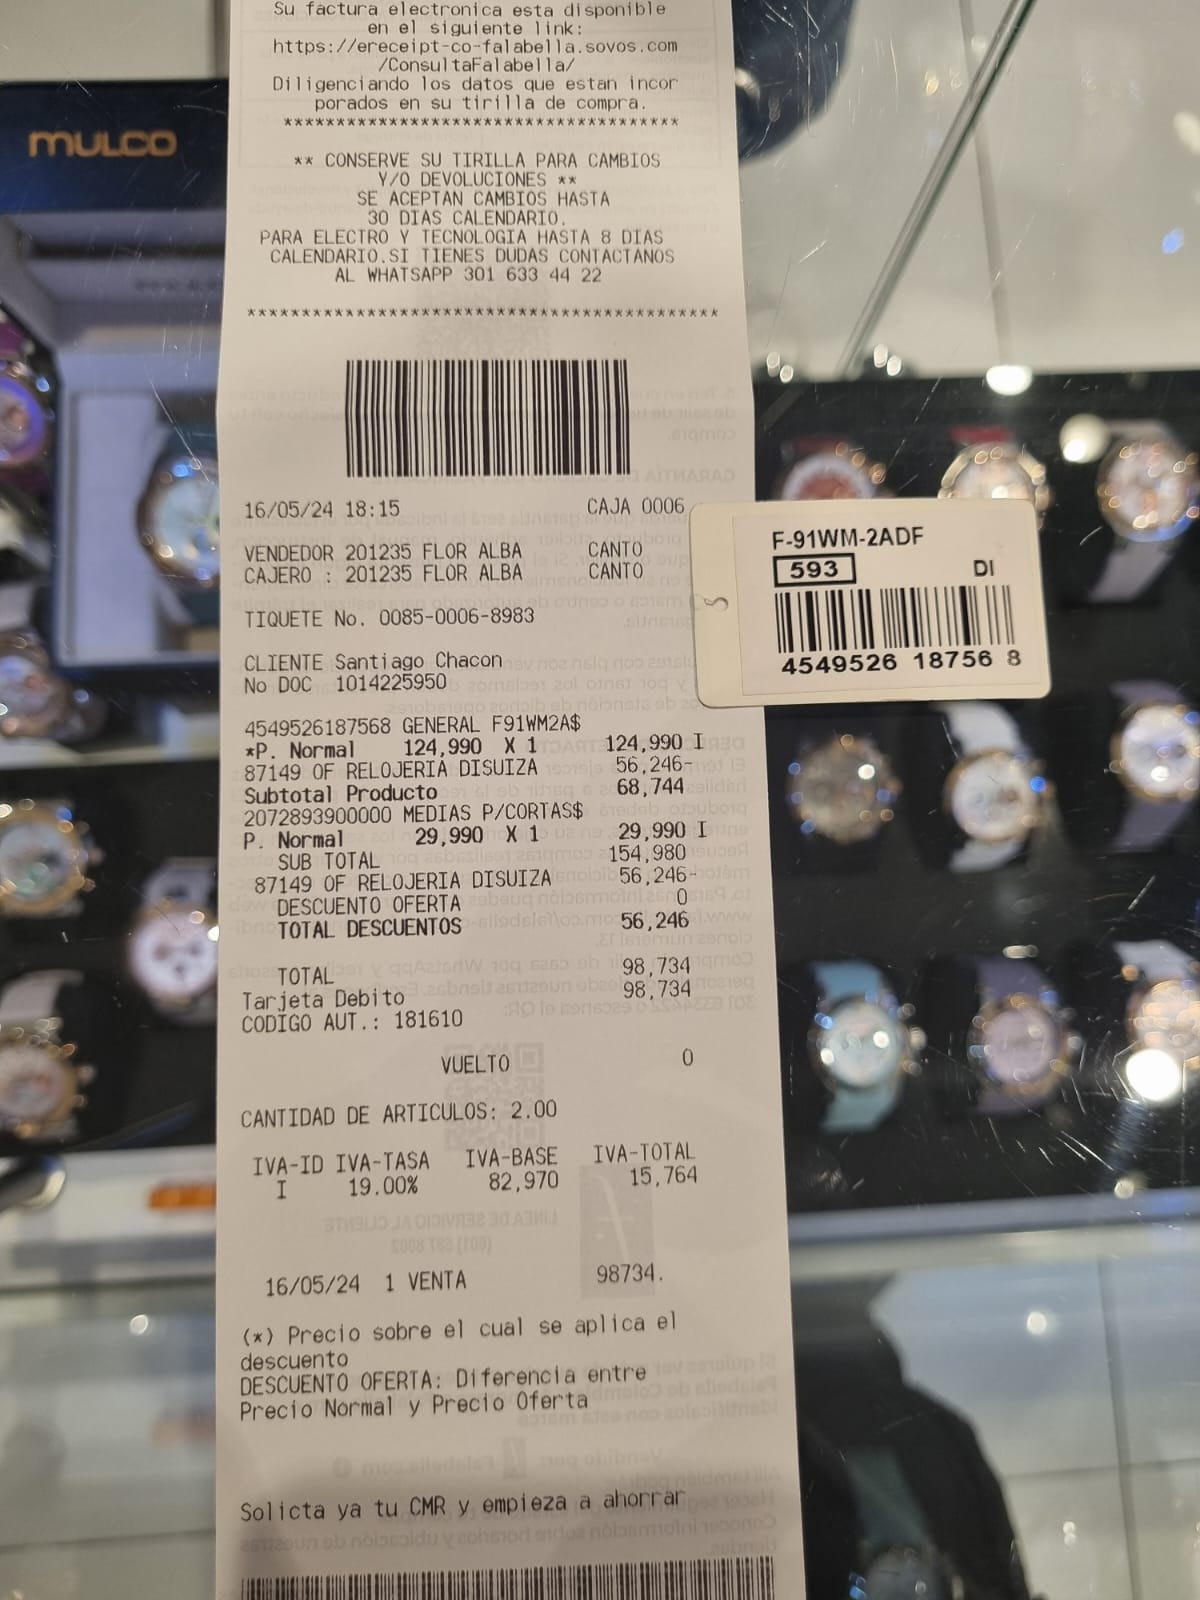 Su factura electronica esta disponible
en el siguiente link:
https://ereceipt-co-falabella.sovos.com
/ConsultaFalabella/
Diligenciando los datos que estan incor
porados en su tirilla de compra.
***************************************
** CONSERVE SU TIRILLA PARA CAMBIOS
Y/O DEVOLUCIONES **
SE ACEPTAN CAMBIOS HASTA
30 DIAS CALENDARIO.
PARA ELECTRO Y TECNOLOGIA HASTA 8 DIAS
CALENDARIO.SI TIENES DUDAS CONTACTANOS
AL WHATSAPP 301 633 44 22
*******************************************
16/05/24 18:15 CAJA 0006
VENDEDOR 201235 FLOR ALBA CANTO
CAJERO : 201235 FLOR ALBA CANTO
TIQUETE No. 0085-0006-8983
CLIENTE Santiago Chacon
No DOC 1014225950
4549526187568 GENERAL F91WM2A$
*P. Normal 124,990 X 1 124,990 I
87149 OF RELOJERIA DISUIZA 56,246-
Subtotal Producto 68,744
2072893900000 MEDIAS P/CORTAS$
P. Normal 29,990 X 1 29,990 I
SUB TOTAL 154,980
87149 OF RELOJERIA DISUIZA 56,246-
DESCUENTO OFERTA 0
TOTAL DESCUENTOS 56,246
TOTAL 98,734
Tarjeta Debito 98,734
CODIGO AUT.: 181610
VUELTO 0
CANTIDAD DE ARTICULOS: 2.00
IVA-ID IVA-TASA IVA-BASE IVA-TOTAL
I 19.00% 82,970 15,764
16/05/24 1 VENTA 98734.
(*) Precio sobre el cual se aplica el
descuento
DESCUENTO OFERTA: Diferencia entre
Precio Normal y Precio Oferta
Solicta ya tu CMR y empieza a ahorrar
MULCO
F-91WM-2ADF
593 DI
4549526 18756 8